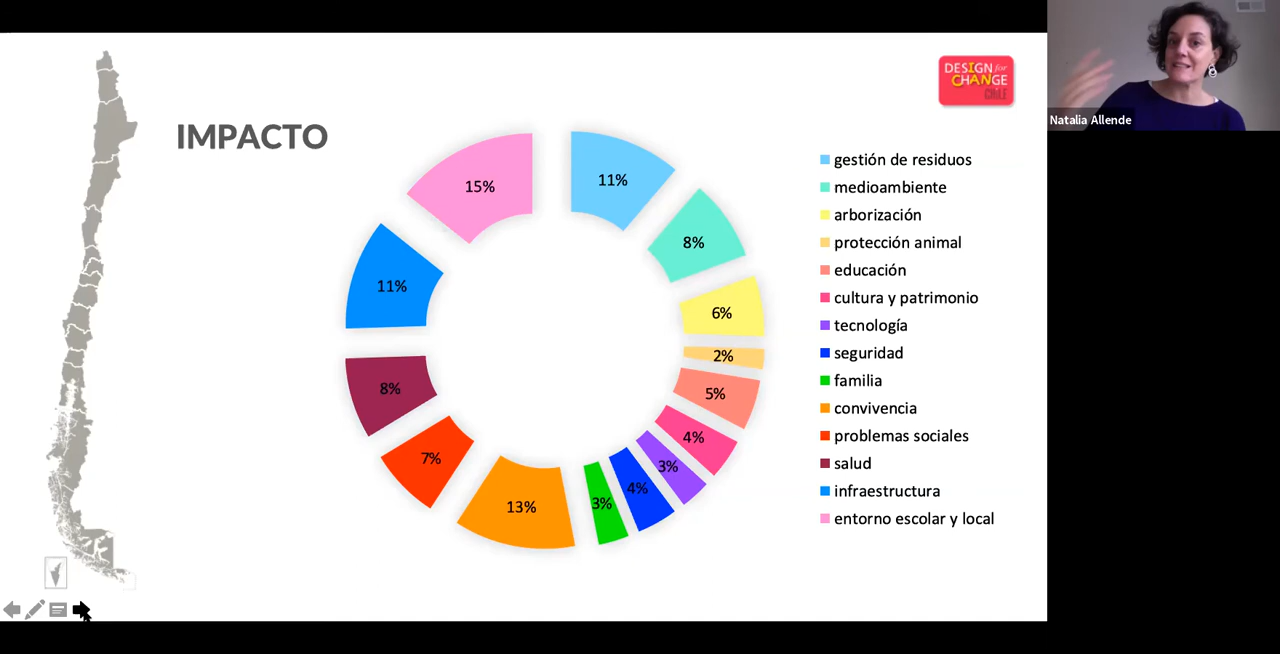 DESIGN for
CHANGE
CHILE
Natalia Allende
IMPACTO
15%
11%
8%
6%
2%
5%
4%
3%
4%
3%
13%
7%
8%
11%
gestión de residuos
medioambiente
arborización
protección animal
educación
cultura y patrimonio
tecnología
seguridad
familia
convivencia
problemas sociales
salud
infraestructura
entorno escolar y local